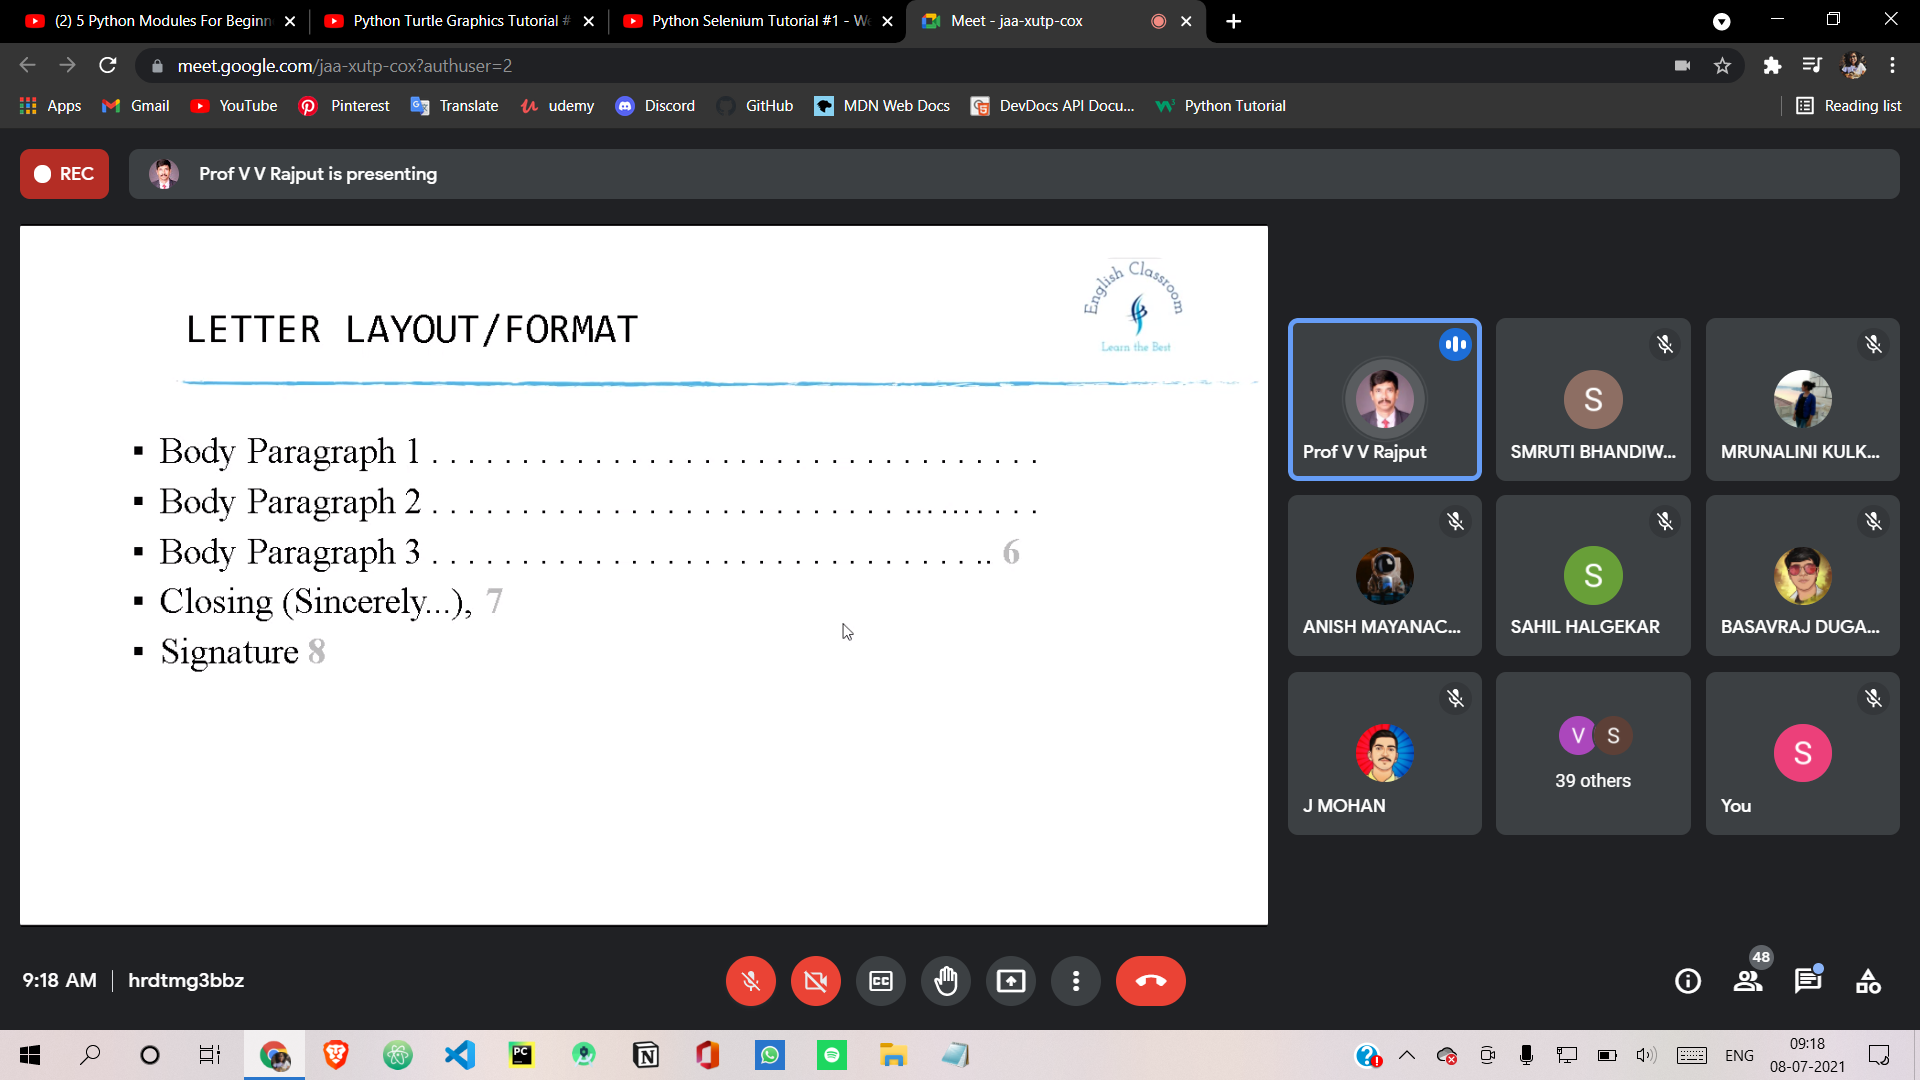 (2) 5 Python Modules For Beginn
Python Turtle Graphics Tutorial #
Python Selenium Tutorial #1 - We
Meet - jaa-xutp-cox
meet.google.com/jaa-xutp-cox?authuser=2
Apps
Gmail
YouTube
Pinterest
Translate
udemy
Discord
GitHub
MDN Web Docs
DevDocs API Docu...
Python Tutorial
Reading list
REC
Prof V V Rajput is presenting
English Classroom
Learn the Best
LETTER LAYOUT/FORMAT
▪ Body Paragraph 1 . . . . . . . . . . . . . . . . . . . . . . . . . . . . . . . . . .
▪ Body Paragraph 2 . . . . . . . . . . . . . . . . . . . . . . . . . . ... ... . . . .
▪ Body Paragraph 3 . . . . . . . . . . . . . . . . . . . . . . . . . . . . . . .. 6
▪ Closing (Sincerely...), 7
▪ Signature 8
Prof V V Rajput
S
SMRUTI BHANDIW...
MRUNALINI KULK...
ANISH MAYANAC...
S
SAHIL HALGEKAR
BASAVRAJ DUGA...
J MOHAN
V S
39 others
S
You
9:18 AM | hrdtmg3bbz
CC
48
PC
ENG
09:18
08-07-2021